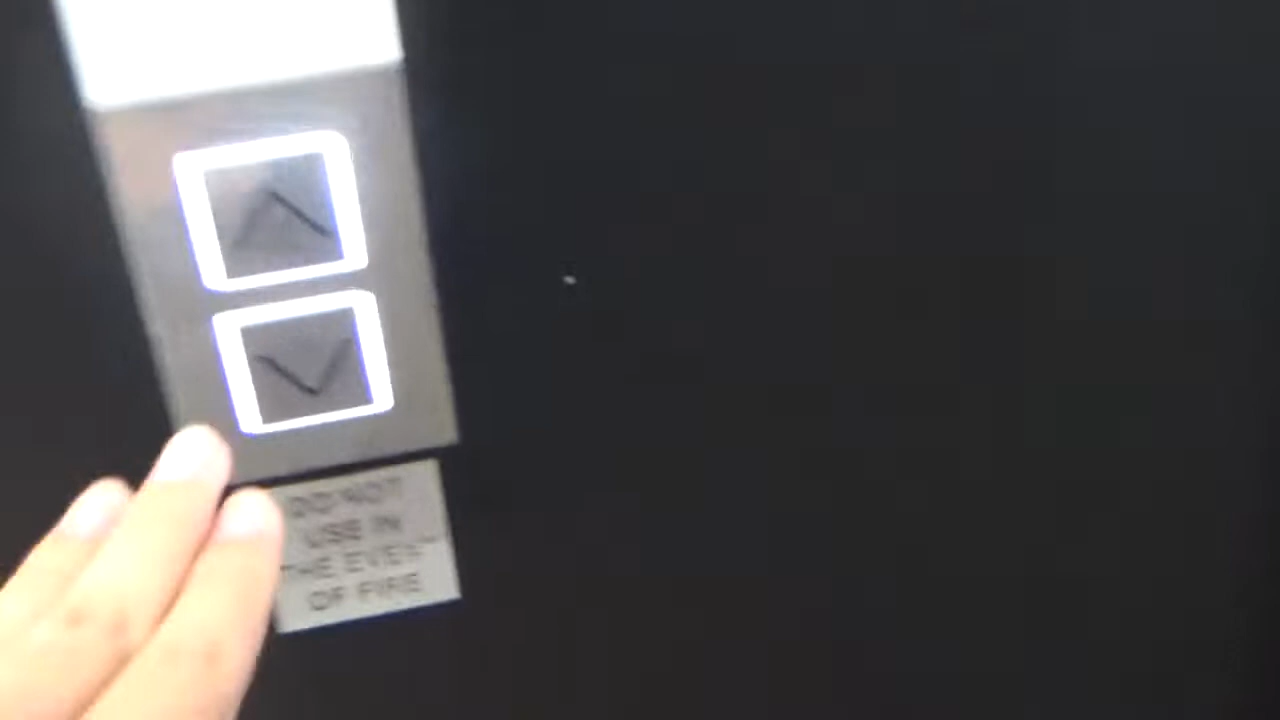 DO NOT
USE IN
THE EVENT
OF FIRE